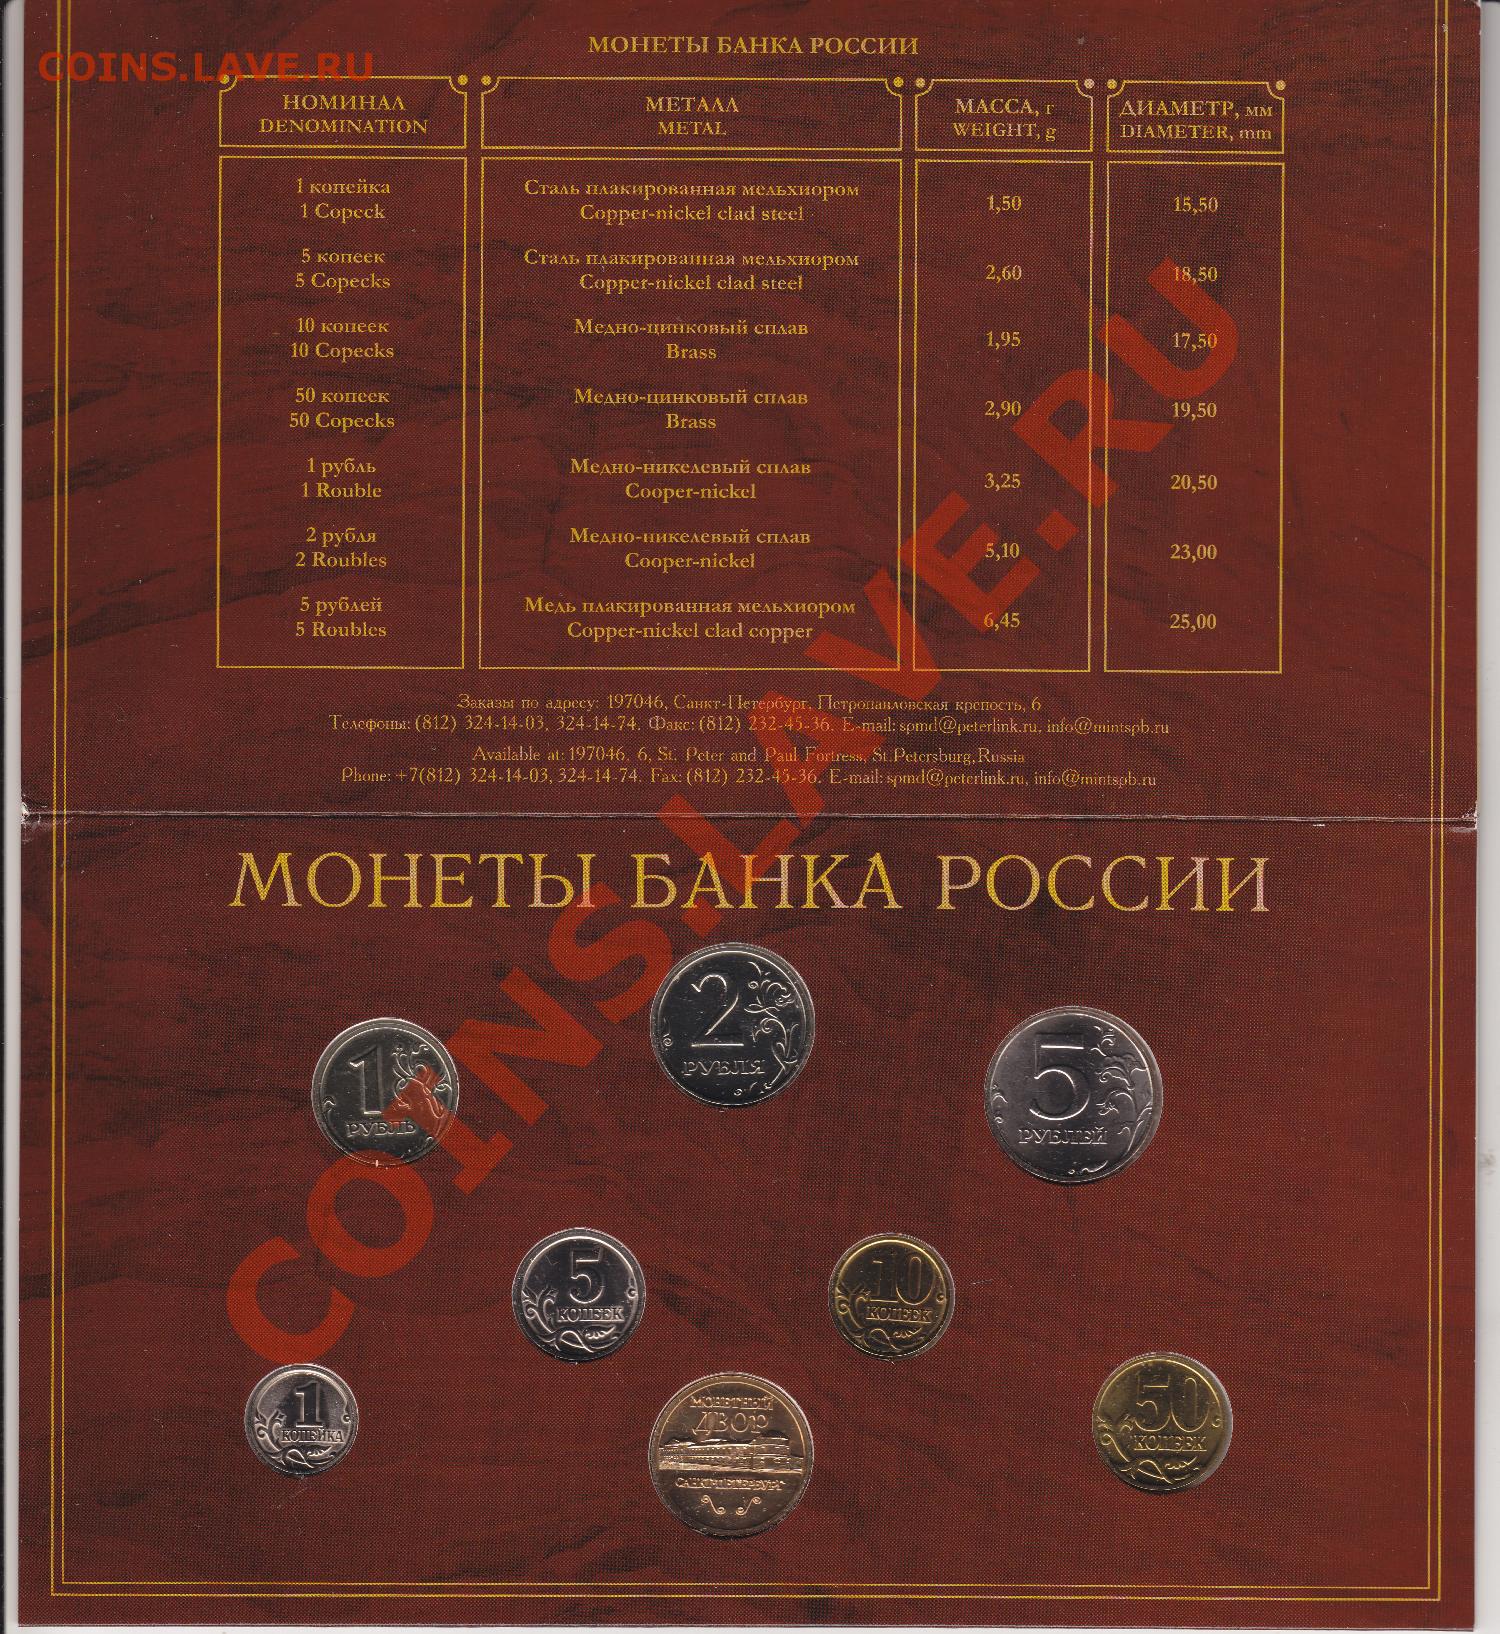 COINS.LAVE.RU
МОНЕТЫ БАНКА РОССИИ
НОМИНАЛ
DENOMINATION
МЕТАЛЛ
METAL
МАССА, г
WEIGHT, g
ДИАМЕТР, мм
DIAMETER, mm
1 копейка
1 Copeck
Сталь плакированная мельхиором
Copper-nickel clad steel
1,50
15,50
5 копеек
5 Copecks
Сталь плакированная мельхиором
Copper-nickel clad steel
2,60
18,50
10 копеек
10 Copecks
Медно-цинковый сплав
Brass
1,95
17,50
50 копеек
50 Copecks
Медно-цинковый сплав
Brass
2,90
19,50
1 рубль
1 Rouble
Медно-никелевый сплав
Cooper-nickel
3,25
20,50
2 рубля
2 Roubles
Медно-никелевый сплав
Cooper-nickel
5,10
23,00
5 рублей
5 Roubles
Медь плакированная мельхиором
Copper-nickel clad copper
6,45
25,00
Заказы по адресу: 197046, Санкт-Петербург, Петропавловская крепость, 6
Телефоны: (812) 324-14-03, 324-14-74. Факс: (812) 232-45-36. E-mail: spmd@peterlink.ru, info@mintspb.ru
Available at: 197046, 6, St. Peter and Paul Fortress, St.Petersburg,Russia
Phone: +7(812) 324-14-03, 324-14-74. Fax: (812) 232-45-36. E-mail: spmd@peterlink.ru, info@mintspb.ru
МОНЕТЫ БАНКА РОССИИ
COINS.LAVE.RU
1
РУБЛЬ
2
РУБЛЯ
5
РУБЛЕЙ
5
КОПЕЕК
10
КОПЕЕК
1
КОПЕЙКА
МОНЕТНЫЙ
ДВОР
САНКТ-ПЕТЕРБУРГ
50
КОПЕЕК